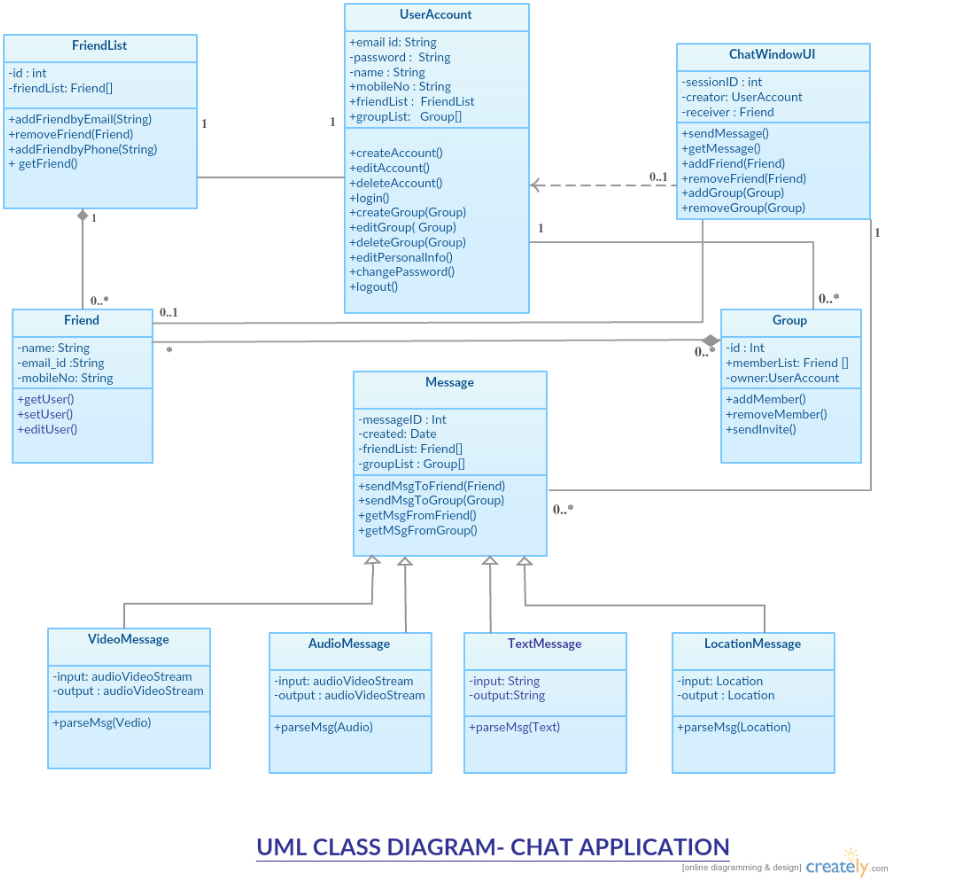 FriendList
-id : int
-friendList: Friend[]
+addFriendbyEmail(String)
+removeFriend(Friend)
+addFriendbyPhone(String)
+ getFriend()
1
1
UserAccount
+email id: String
-password :  String
-name : String
+mobileNo : String
+friendList :  FriendList
+groupList:   Group[]
+createAccount()
+editAccount()
+deleteAccount()
+login()
+createGroup(Group)
+editGroup( Group)
+deleteGroup(Group)
+editPersonalInfo()
+changePassword()
+logout()
ChatWindowUI
-sessionID : int
-creator: UserAccount
-receiver : Friend
+sendMessage()
+getMessage()
+addFriend(Friend)
+removeFriend(Friend)
+addGroup(Group)
+removeGroup(Group)
0..1
1
1
1
0..*
0..*
0..1
*
0..*
Friend
-name: String
-email_id :String
-mobileNo: String
+getUser()
+setUser()
+editUser()
Group
-id : Int
+memberList: Friend []
-owner:UserAccount
+addMember()
+removeMember()
+sendInvite()
Message
-messageID : Int
-created: Date
-friendList: Friend[]
-groupList : Group[]
+sendMsgToFriend(Friend)
+sendMsgToGroup(Group)
+getMsgFromFriend()
+getMSgFromGroup()
0..*
VideoMessage
-input: audioVideoStream
-output : audioVideoStream
+parseMsg(Vedio)
AudioMessage
-input: audioVideoStream
-output : audioVideoStream
+parseMsg(Audio)
TextMessage
-input: String
-output:String
+parseMsg(Text)
LocationMessage
-input: Location
-output : Location
+parseMsg(Location)
UML CLASS DIAGRAM- CHAT APPLICATION
[online diagramming & design] creately.com